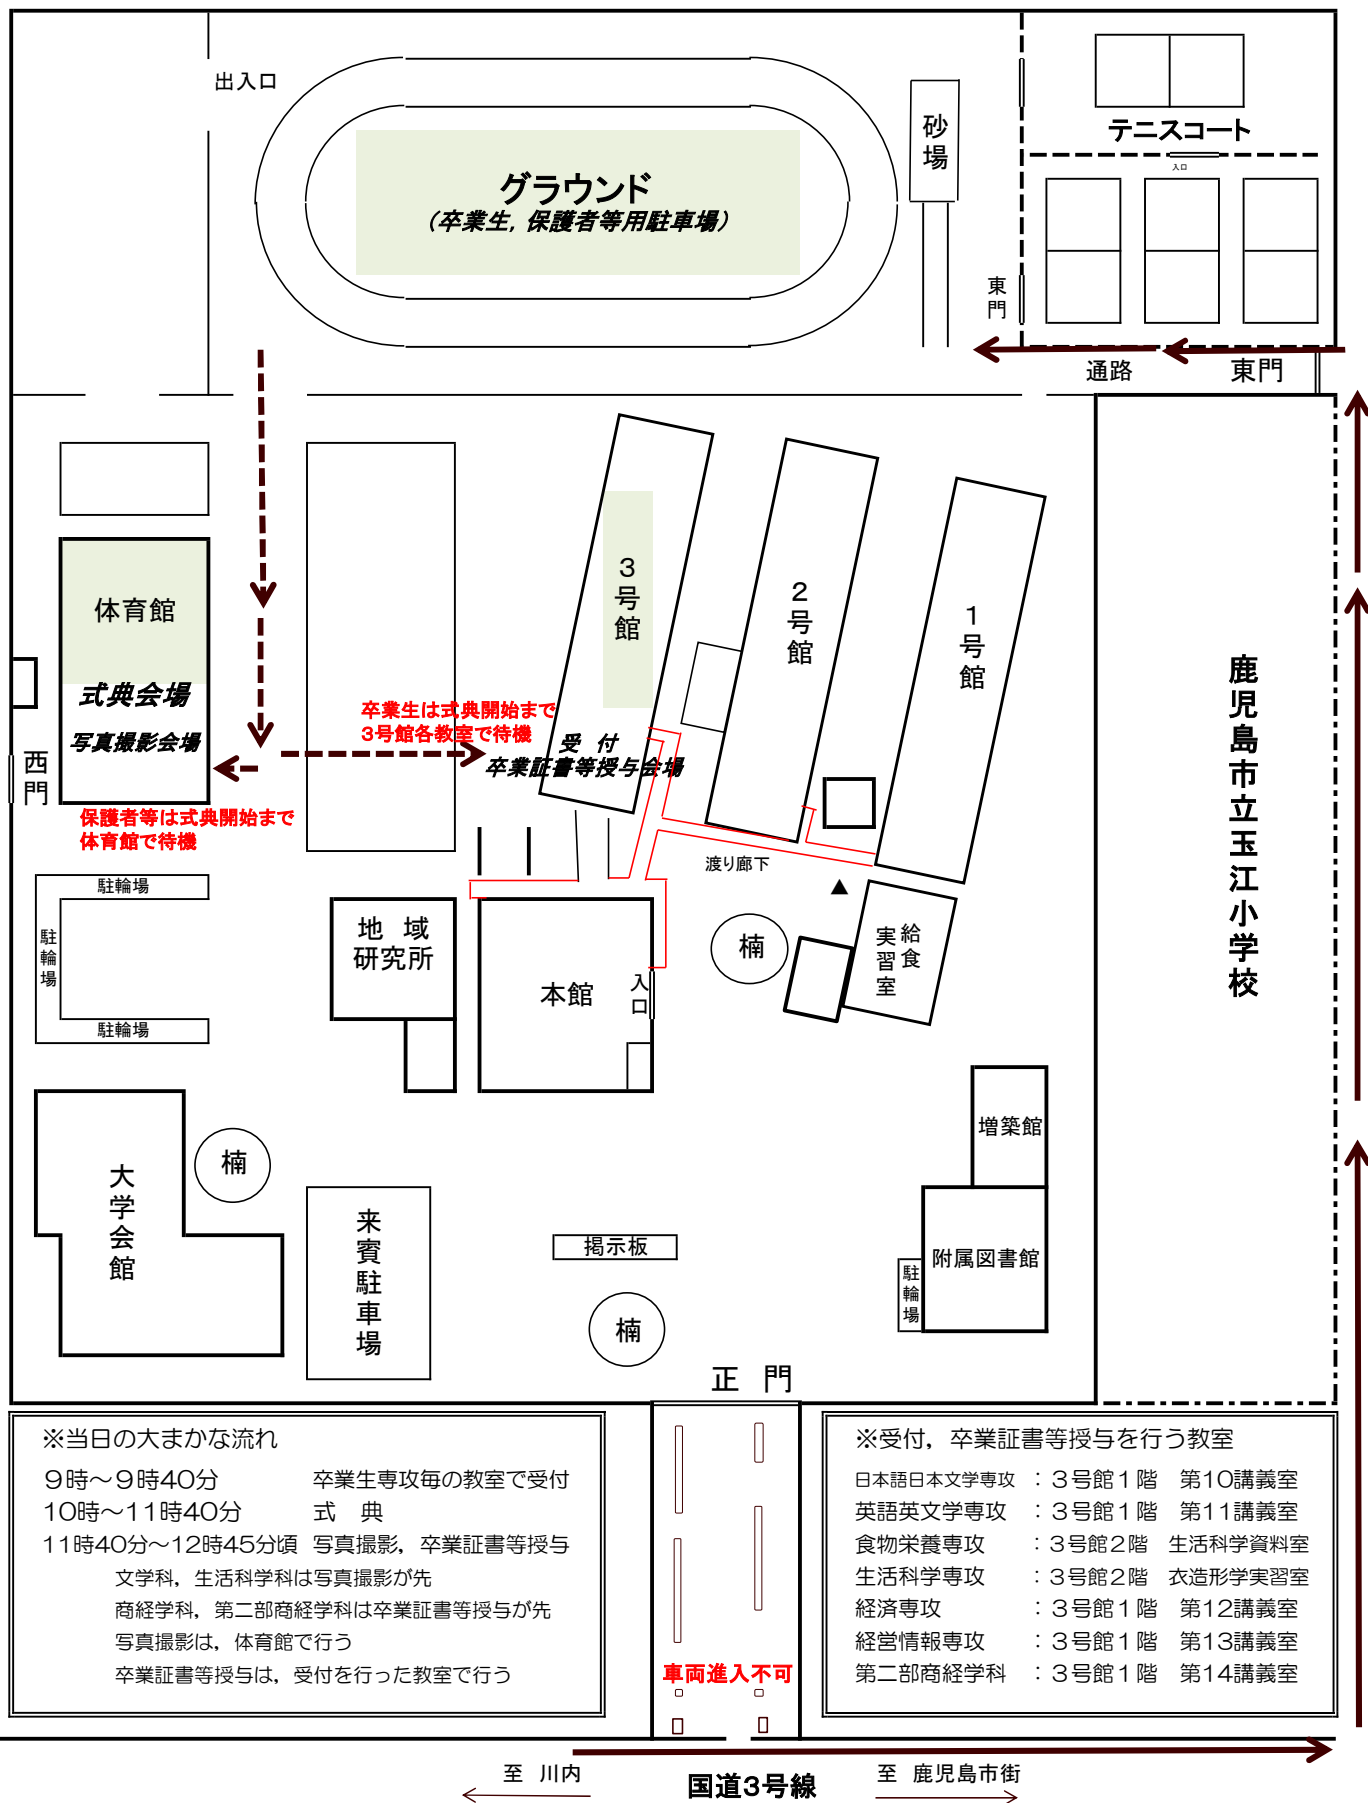 出入口
砂場
テニスコート
入口
グラウンド
（卒業生，保護者等用駐車場）
東門
通路
東門
3号館
2号館
1号館
体育館
式典会場
写真撮影会場
西門
保護者等は式典開始まで
体育館で待機
卒業生は式典開始まで
3号館各教室で待機
受　付
卒業証書等授与会場
鹿児島市立玉江小学校
渡り廊下
▲
駐輪場
駐輪場
駐輪場
地　域
研究所
本館
入口
楠
給食
実習室
増築館
大学会館
楠
来賓駐車場
掲示板
楠
附属図書館
駐輪場
正　門
※当日の大まかな流れ
9時～9時40分　卒業生専攻毎の教室で受付
10時～11時40分　式　典
11時40分～12時45分頃　写真撮影，卒業証書等授与
文学科，生活科学科は写真撮影が先
商経学科，第二部商経学科は卒業証書等授与が先
写真撮影は，体育館で行う
卒業証書等授与は，受付を行った教室で行う
車両進入不可
※受付，卒業証書等授与を行う教室
日本語日本文学専攻　：3号館1階　第10講義室
英語英文学専攻　：3号館1階　第11講義室
食物栄養専攻　：3号館2階　生活科学資料室
生活科学専攻　：3号館2階　衣造形学実習室
経済専攻　：3号館1階　第12講義室
経営情報専攻　：3号館1階　第13講義室
第二部商経学科　：3号館1階　第14講義室
至　川内
国道3号線
至　鹿児島市街